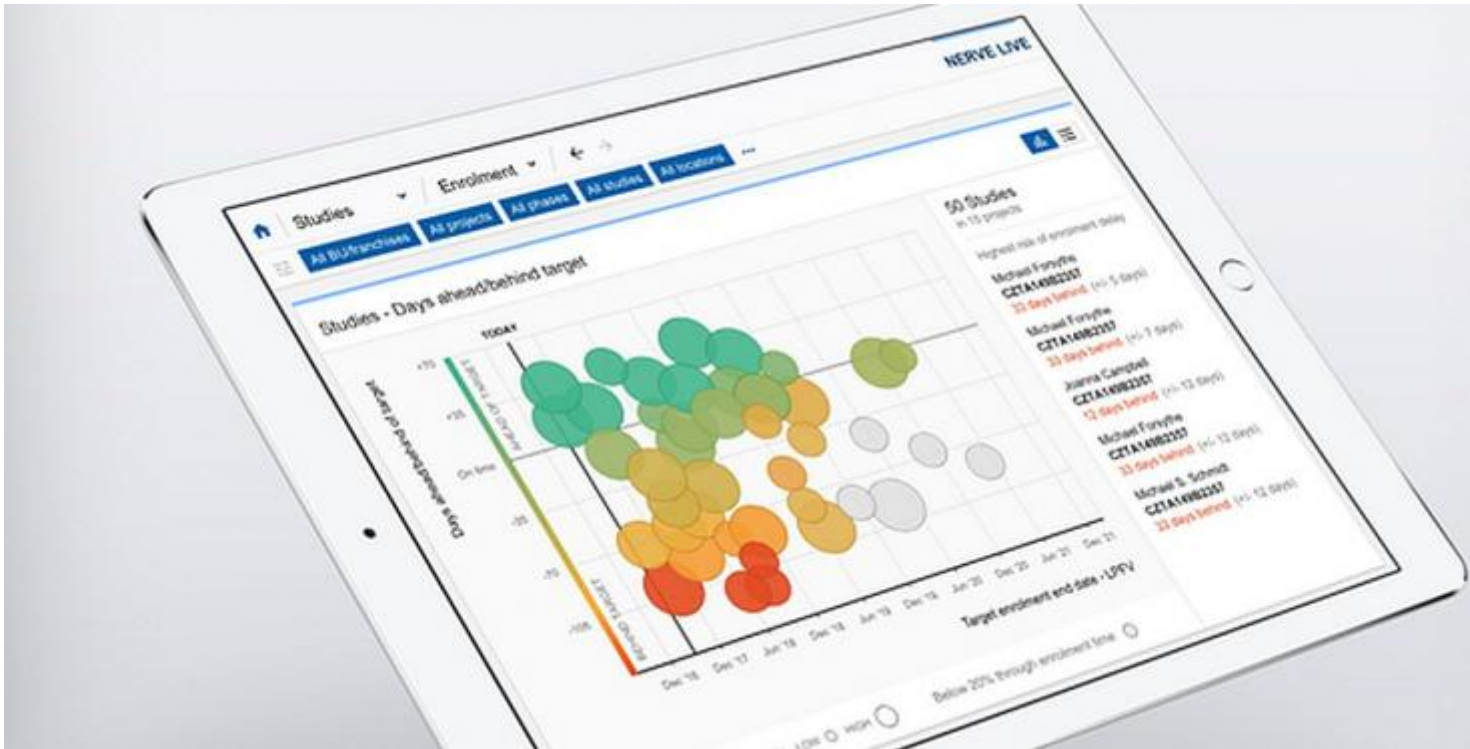 NERVE LIVE
Studies
Enrolment
All BU/franchises
All projects
All phases
All studies
All locations
Studies - Days ahead/behind target
50 Studies
in 15 projects
Highest risk of enrolment delay
Michael Forsythe
CZTA149B2357
33 days behind (+/- 5 days)
Michael Forsythe
CZTA149B2357
33 days behind (+/- 7 days)
Joanna Campbell
CZTA149B2357
12 days behind (+/- 12 days)
Michael Forsythe
CZTA149B2357
33 days behind (+/- 12 days)
Michael S. Schmidt
CZTA149B2357
33 days behind (+/- 12 days)
TODAY
Days ahead/behind of target
+70
+35
On time
-35
-70
-105
AHEAD OF TARGET
BEHIND TARGET
Dec '16
Dec '17
Jun '18
Dec '18
Jun '19
Dec '19
Jun '20
Dec '20
Jun '21
Dec '21
Target enrolment end date - LPFV
LOW
HIGH
Below 20% through enrolment time